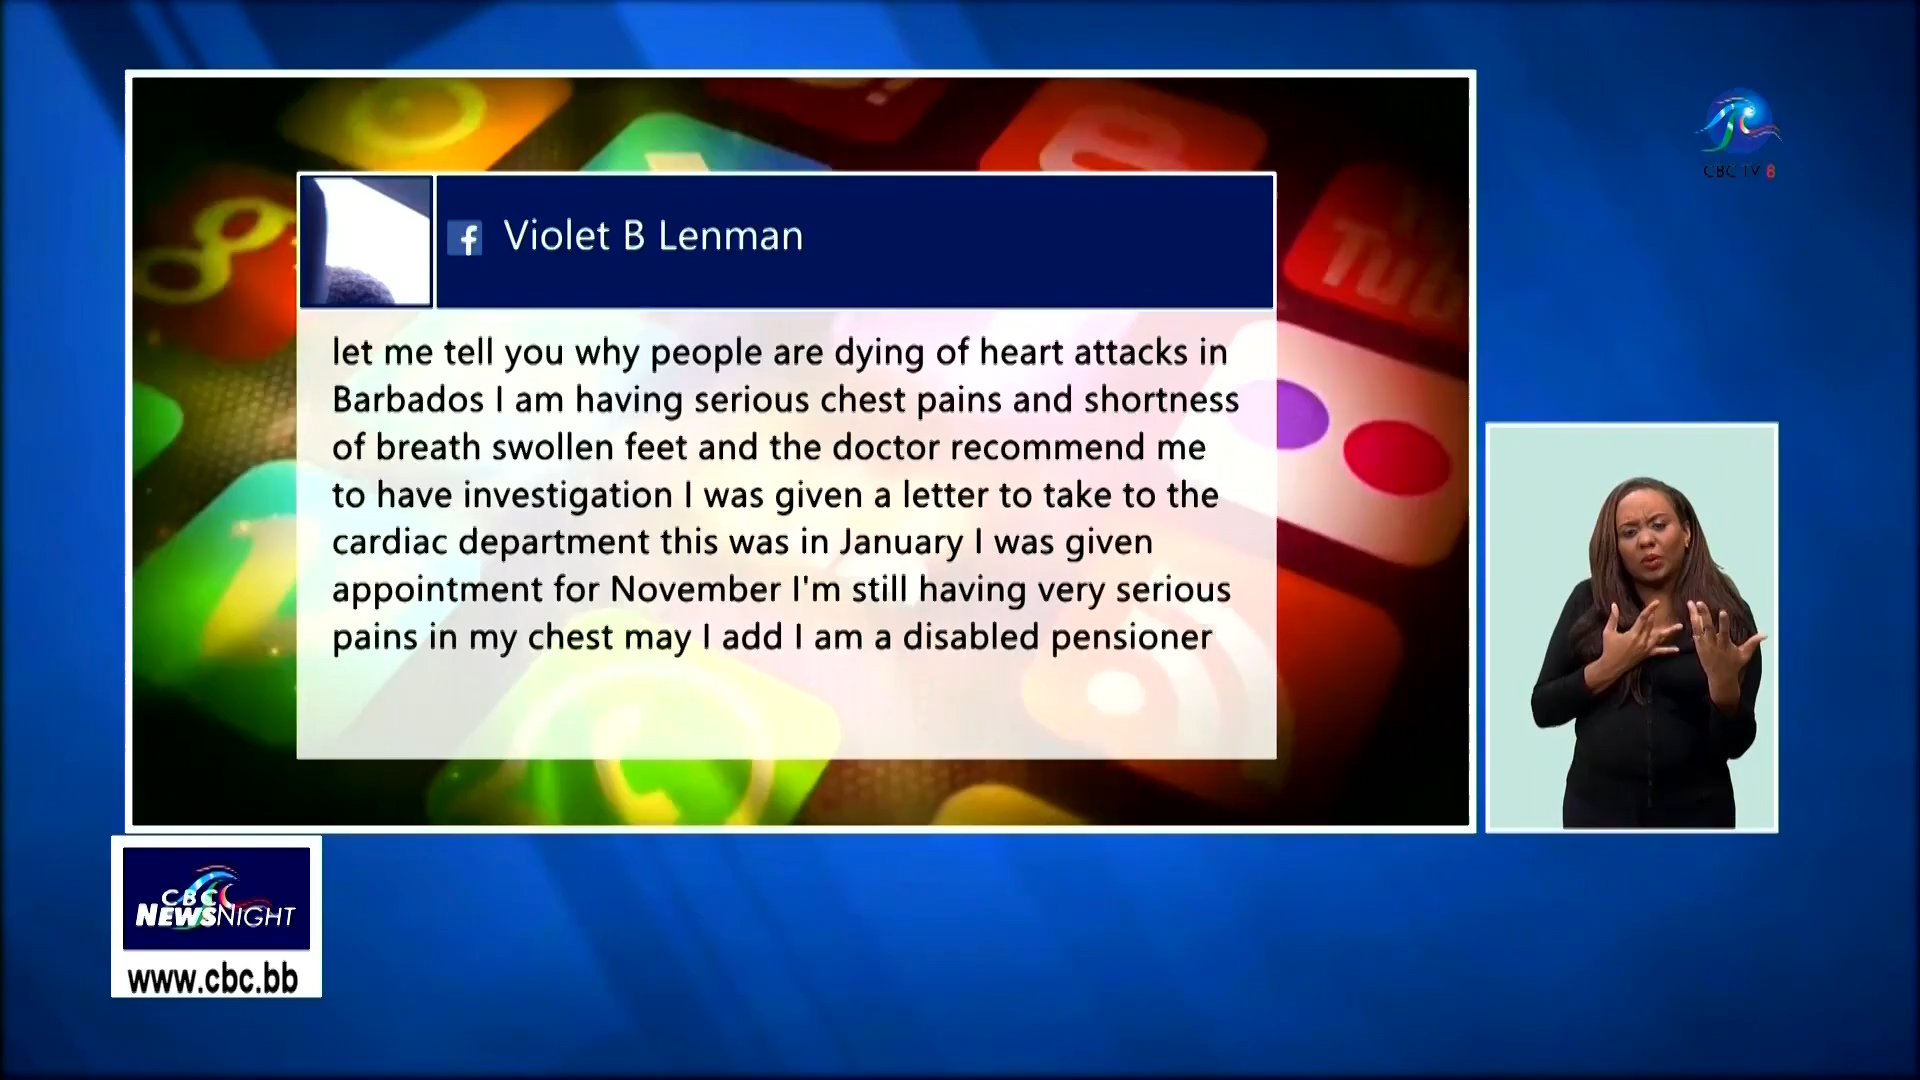 CBC TV 8
Violet B Lenman
let me tell you why people are dying of heart attacks in
Barbados I am having serious chest pains and shortness
of breath swollen feet and the doctor recommend me
to have investigation I was given a letter to take to the
cardiac department this was in January I was given
appointment for November I'm still having very serious
pains in my chest may I add I am a disabled pensioner
Tub
CBC
NEWSNIGHT
www.cbc.bb